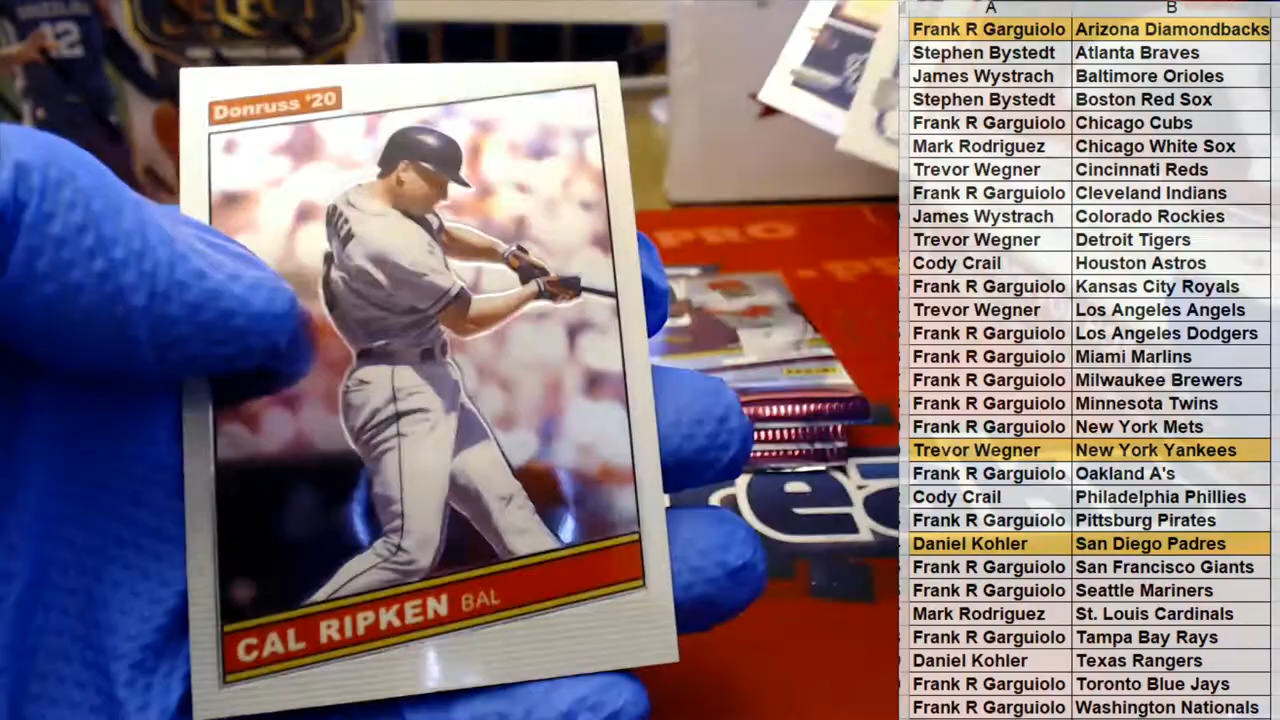 SELECT
12
Donruss '20
CAL RIPKEN BAL
PRO
A B
Frank R Garguiolo Arizona Diamondbacks
Stephen Bystedt Atlanta Braves
James Wystrach Baltimore Orioles
Stephen Bystedt Boston Red Sox
Frank R Garguiolo Chicago Cubs
Mark Rodriguez Chicago White Sox
Trevor Wegner Cincinnati Reds
Frank R Garguiolo Cleveland Indians
James Wystrach Colorado Rockies
Trevor Wegner Detroit Tigers
Cody Crail Houston Astros
Frank R Garguiolo Kansas City Royals
Trevor Wegner Los Angeles Angels
Frank R Garguiolo Los Angeles Dodgers
Frank R Garguiolo Miami Marlins
Frank R Garguiolo Milwaukee Brewers
Frank R Garguiolo Minnesota Twins
Frank R Garguiolo New York Mets
Trevor Wegner New York Yankees
Frank R Garguiolo Oakland A's
Cody Crail Philadelphia Phillies
Frank R Garguiolo Pittsburg Pirates
Daniel Kohler San Diego Padres
Frank R Garguiolo San Francisco Giants
Frank R Garguiolo Seattle Mariners
Mark Rodriguez St. Louis Cardinals
Frank R Garguiolo Tampa Bay Rays
Daniel Kohler Texas Rangers
Frank R Garguiolo Toronto Blue Jays
Frank R Garguiolo Washington Nationals